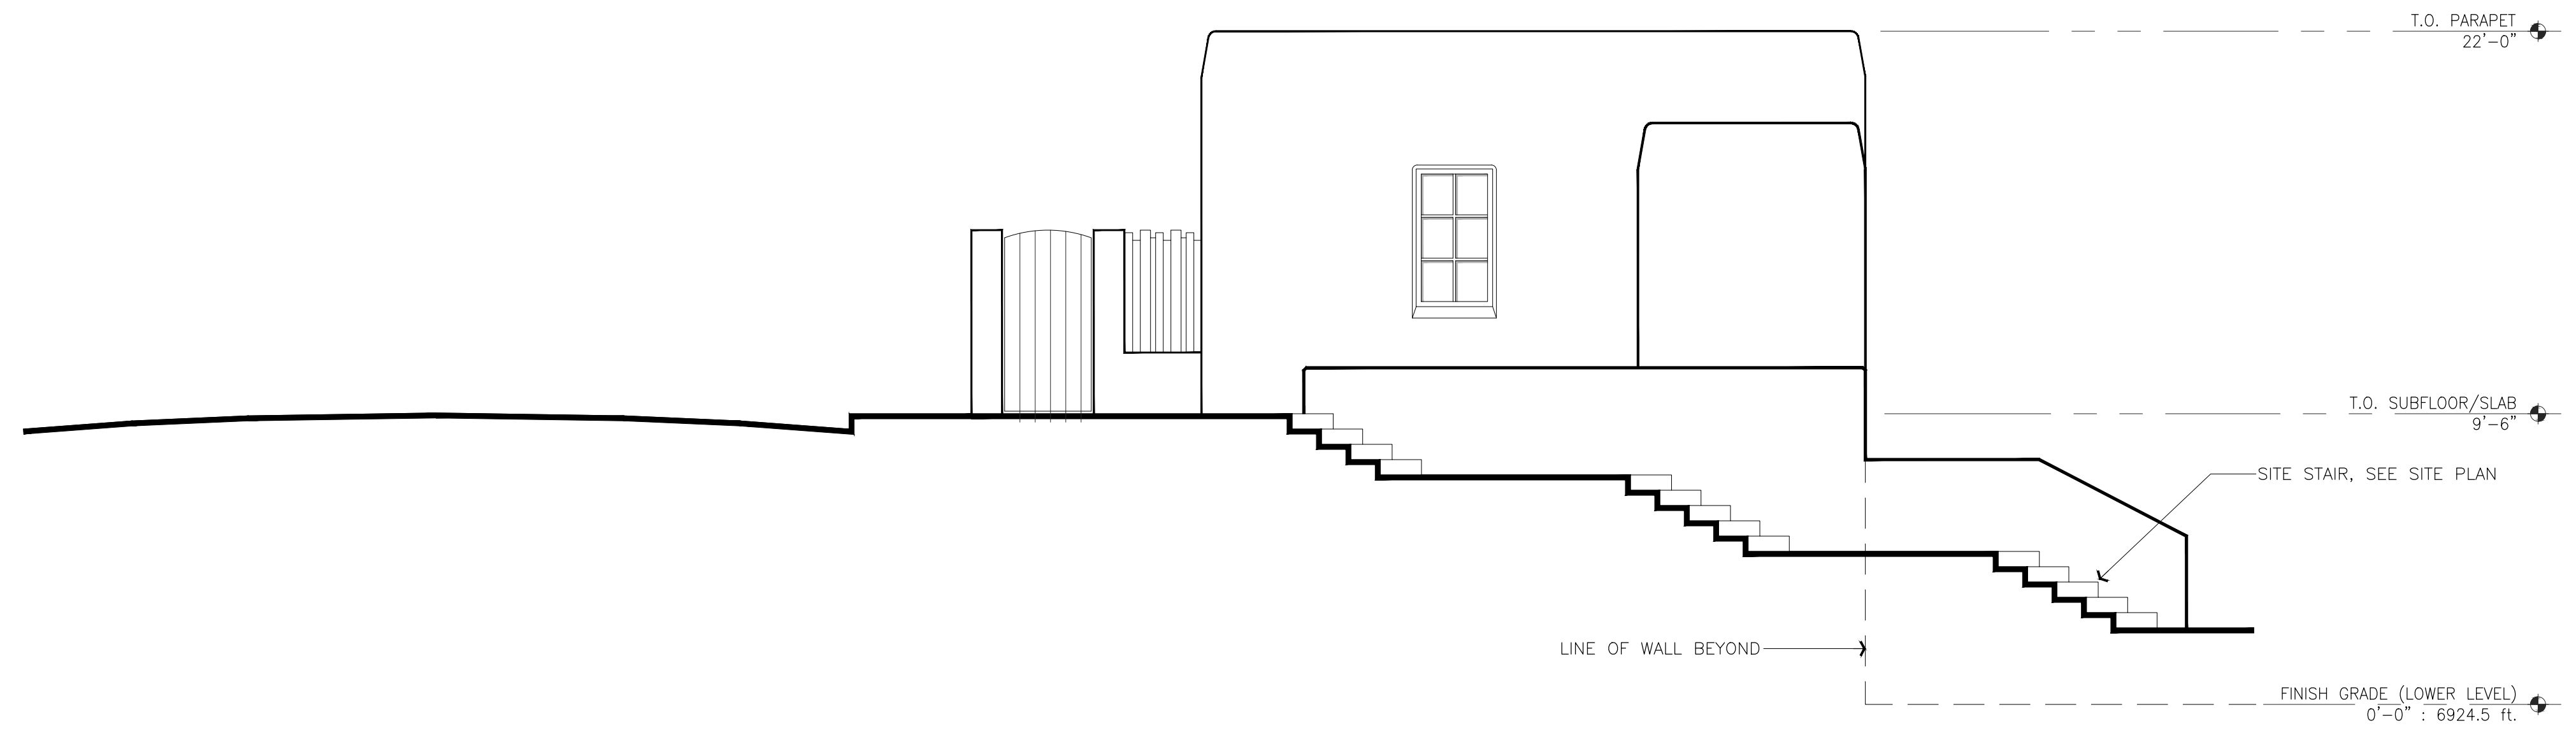 T.O. PARAPET
22'-0"
T.O. SUBFLOOR/SLAB
9'-6"
SITE STAIR, SEE SITE PLAN
LINE OF WALL BEYOND
FINISH GRADE (LOWER LEVEL)
0'-0" : 6924.5 ft.